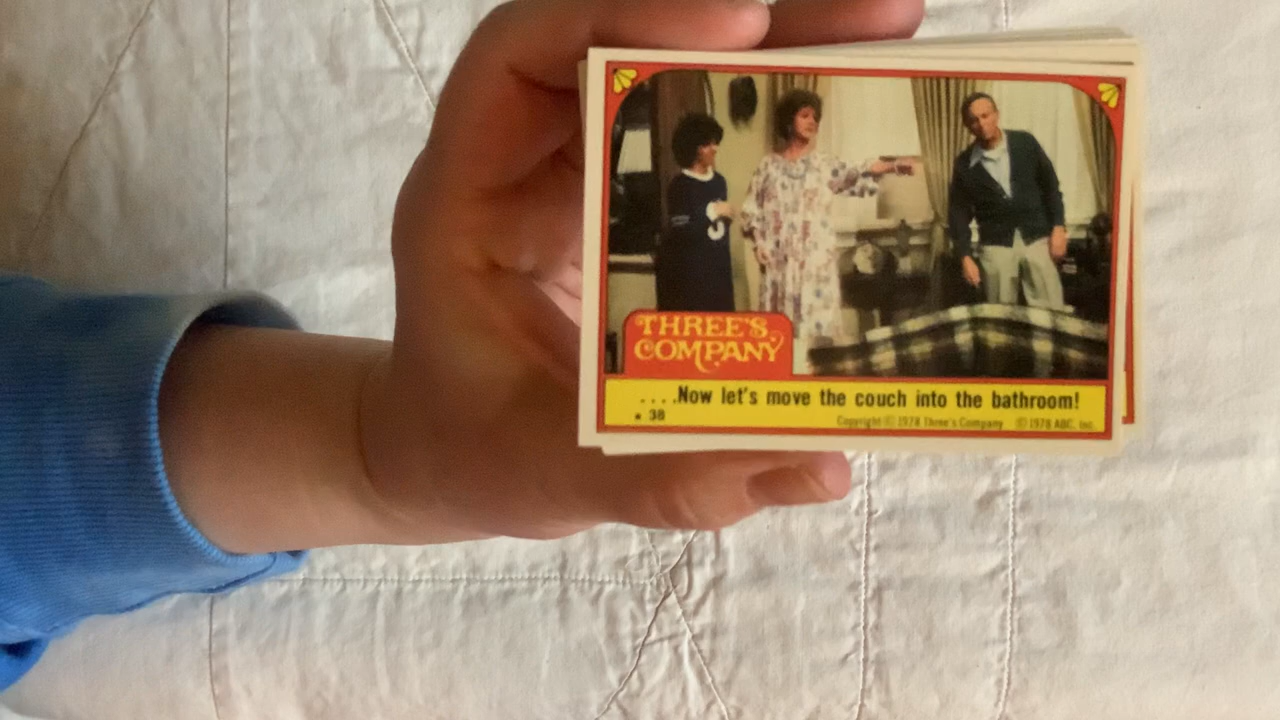 THREE'S
COMPANY
....Now let's move the couch into the bathroom!
* 38
Copyright © 1978 Three's Company © 1978 ABC, Inc.